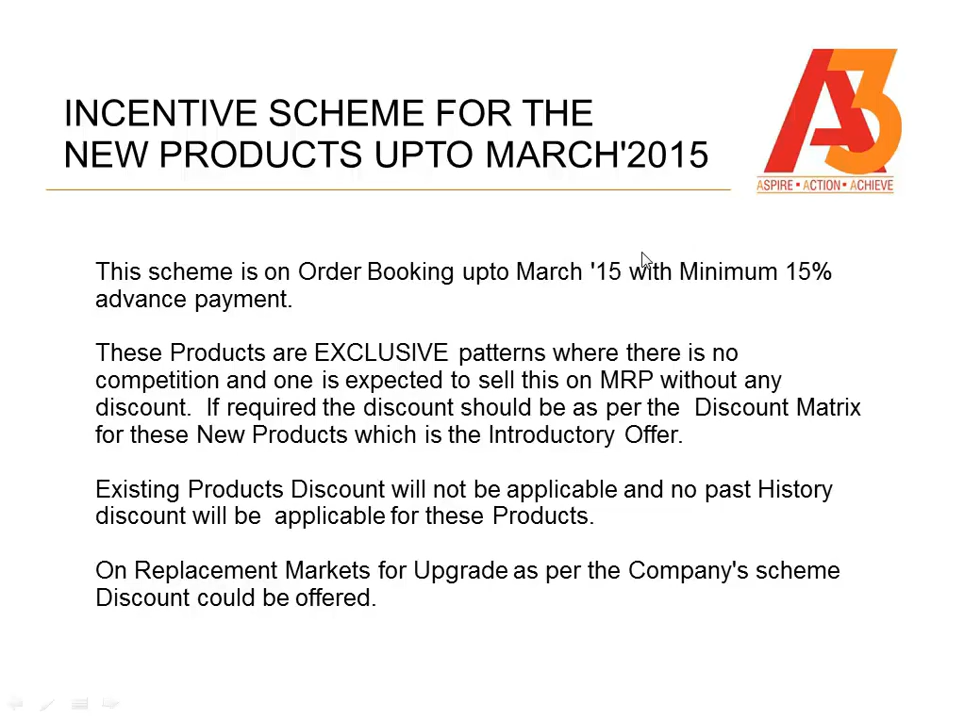 INCENTIVE SCHEME FOR THE
NEW PRODUCTS UPTO MARCH'2015
A3
ASPIRE • ACTION • ACHIEVE
This scheme is on Order Booking upto March '15 with Minimum 15%
advance payment.
These Products are EXCLUSIVE patterns where there is no
competition and one is expected to sell this on MRP without any
discount. If required the discount should be as per the Discount Matrix
for these New Products which is the Introductory Offer.
Existing Products Discount will not be applicable and no past History
discount will be applicable for these Products.
On Replacement Markets for Upgrade as per the Company's scheme
Discount could be offered.